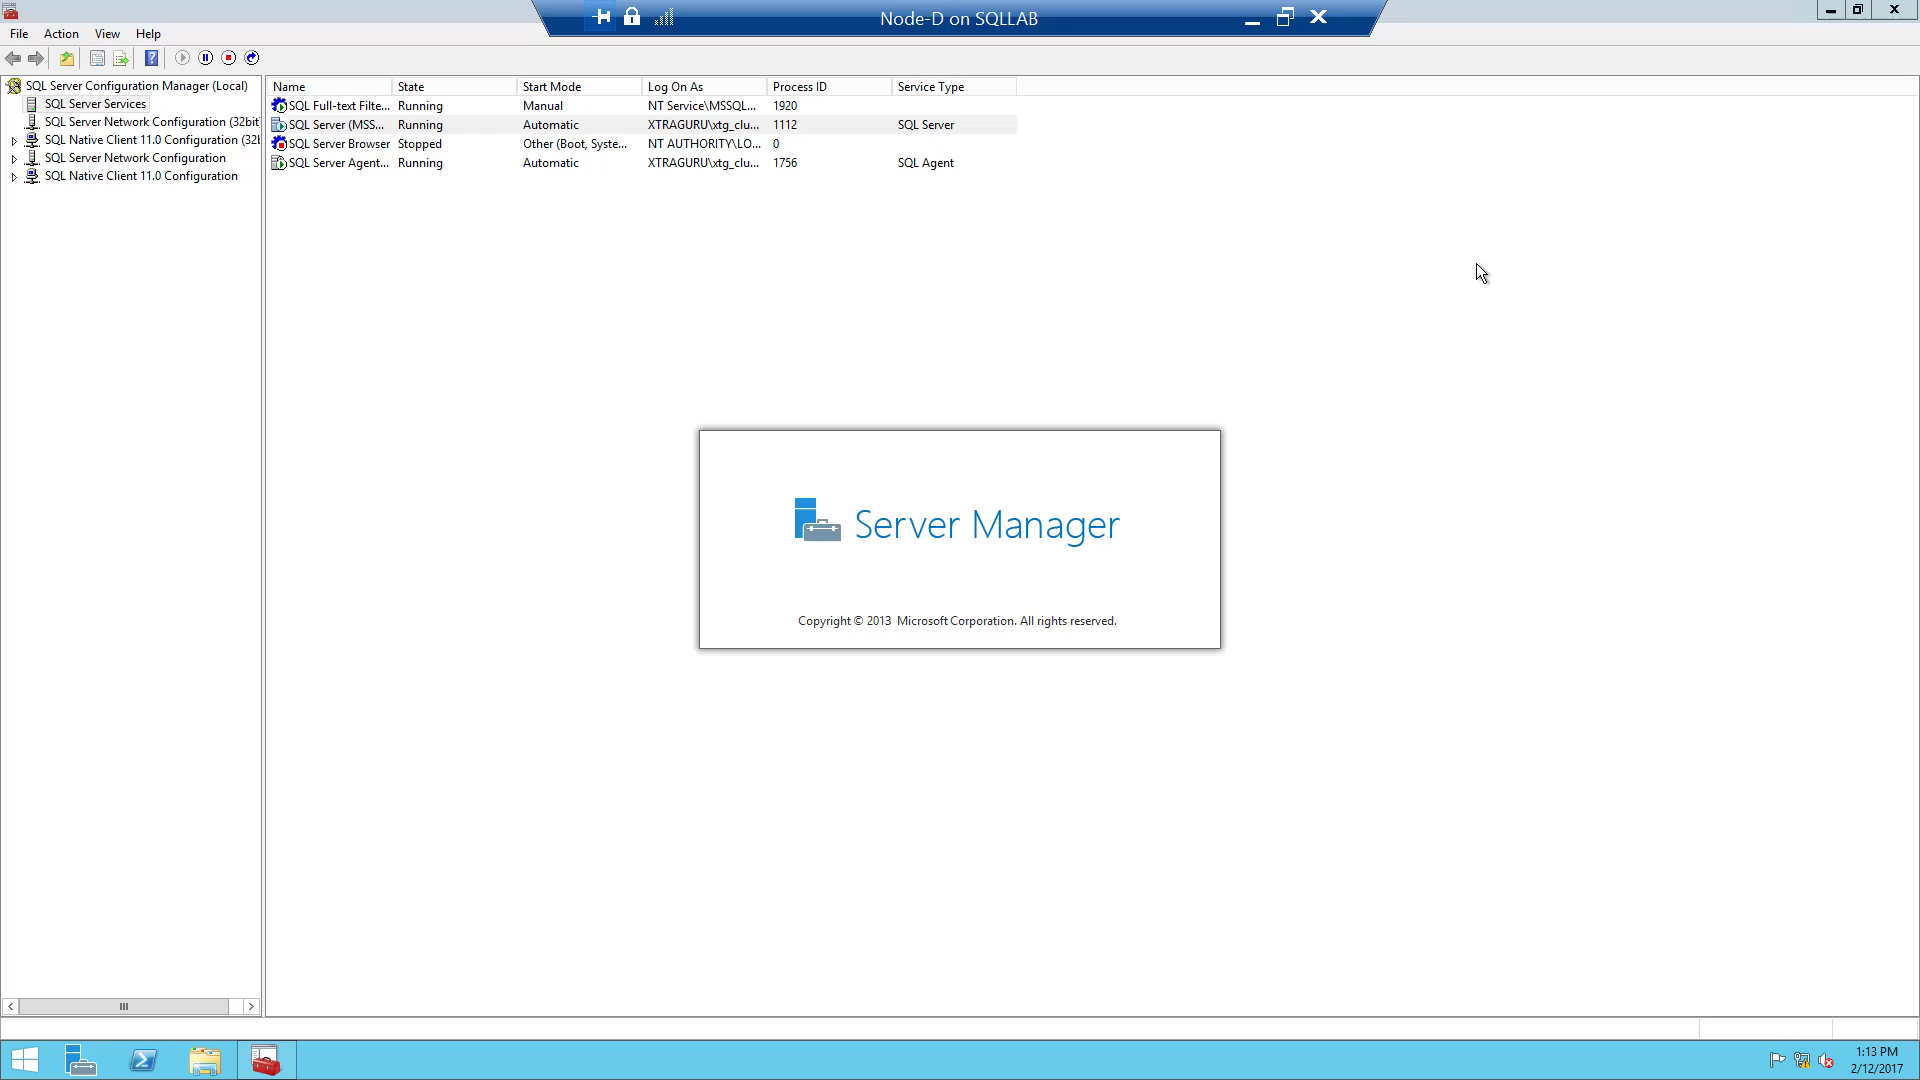 Node-D on SQLLAB
File Action View Help
SQL Server Configuration Manager (Local)
SQL Server Services
SQL Server Network Configuration (32bit
SQL Native Client 11.0 Configuration (32b
SQL Server Network Configuration
SQL Native Client 11.0 Configuration
Name State Start Mode Log On As Process ID Service Type
SQL Full-text Filte... Running Manual NT Service\MSSQL... 1920
SQL Server (MSS... Running Automatic XTRAGURU\xtg_clu... 1112 SQL Server
SQL Server Browser Stopped Other (Boot, Syste... NT AUTHORITY\LO... 0
SQL Server Agent... Running Automatic XTRAGURU\xtg_clu... 1756 SQL Agent
Server Manager
Copyright © 2013 Microsoft Corporation. All rights reserved.
1:13 PM
2/12/2017